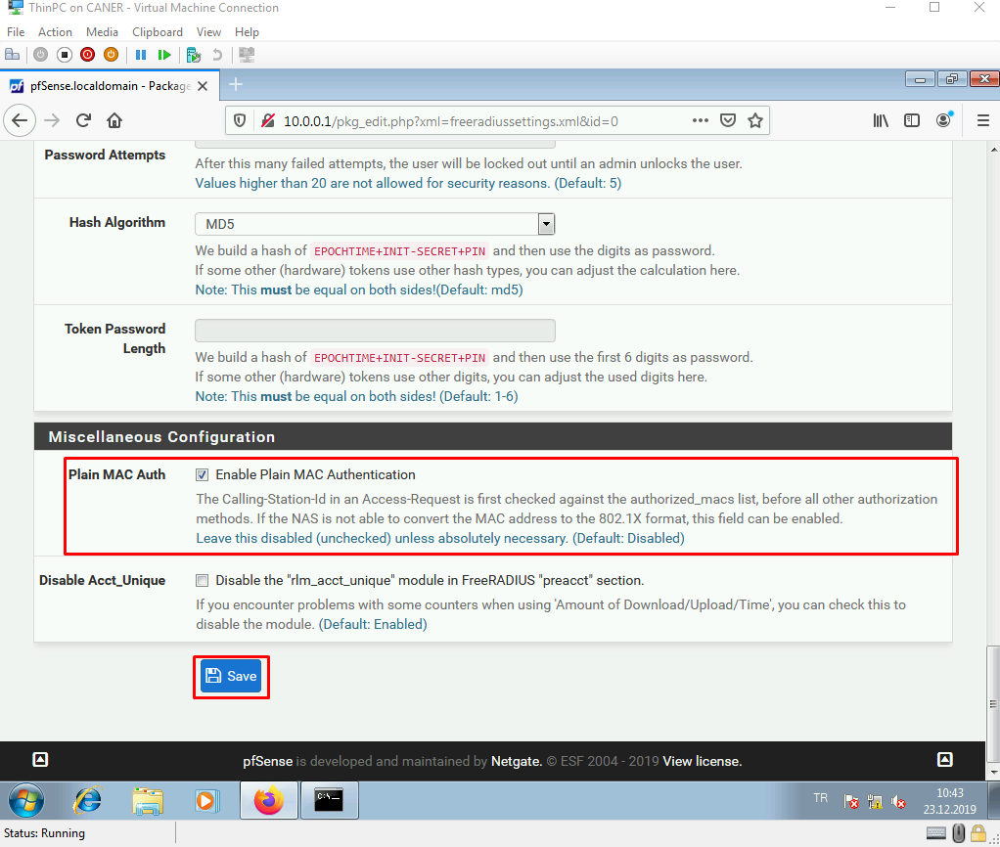 ThinPC on CANER - Virtual Machine Connection
File Action Media Clipboard View Help
pfSense.localdomain - Package
10.0.0.1/pkg_edit.php?xml=freeradiussettings.xml&id=0
Password Attempts
After this many failed attempts, the user will be locked out until an admin unlocks the user.
Values higher than 20 are not allowed for security reasons. (Default: 5)
Hash Algorithm
MD5
We build a hash of EPOCHTIME+INIT-SECRET+PIN and then use the digits as password.
If some other (hardware) tokens use other hash types, you can adjust the calculation here.
Note: This must be equal on both sides!(Default: md5)
Token Password
Length
We build a hash of EPOCHTIME+INIT-SECRET+PIN and then use the first 6 digits as password.
If some other (hardware) tokens use other digits, you can adjust the used digits here.
Note: This must be equal on both sides! (Default: 1-6)
Miscellaneous Configuration
Plain MAC Auth
Enable Plain MAC Authentication
The Calling-Station-Id in an Access-Request is first checked against the authorized_macs list, before all other authorization
methods. If the NAS is not able to convert the MAC address to the 802.1X format, this field can be enabled.
Leave this disabled (unchecked) unless absolutely necessary. (Default: Disabled)
Disable Acct_Unique
Disable the "rlm_acct_unique" module in FreeRADIUS "preacct" section.
If you encounter problems with some counters when using 'Amount of Download/Upload/Time', you can check this to
disable the module. (Default: Enabled)
Save
pfSense is developed and maintained by Netgate. © ESF 2004 - 2019 View license.
TR
10:43
23.12.2019
Status: Running